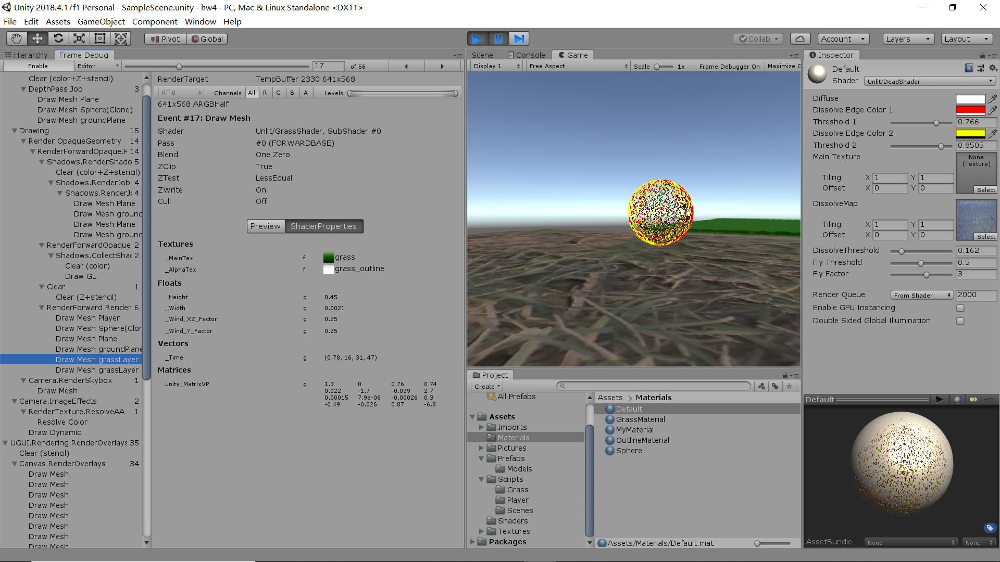 Unity 2018.4.17f1 Personal - SampleScene.unity - hw4 - PC, Mac & Linux Standalone <DX11>
File Edit Assets GameObject Component Window Help
Pivot Global Collab Account Layers Layout
Hierarchy Frame Debug
Enable Editor 17 of 56
Clear (color+Z+stencil)
DepthPass.Job 3
Draw Mesh Plane
Draw Mesh Sphere(Clone)
Draw Mesh groundPlane
Drawing 15
Render.OpaqueGeometry 14
RenderForwardOpaque.F 14
Shadows.RenderShado 5
Clear (color+Z+stencil)
Shadows.RenderJob 4
Shadows.RenderJ 4
Draw Mesh Plane
Draw Mesh ground
Draw Mesh Plane
Draw Mesh ground
RenderForwardOpaque 2
Shadows.CollectShac 2
Clear (color)
Draw GL
Clear 1
Clear (Z+stencil)
RenderForward.Render 6
Draw Mesh Player
Draw Mesh Sphere(Clor
Draw Mesh Plane
Draw Mesh groundPlane
Draw Mesh grassLayer
Draw Mesh grassLayer
Camera.RenderSkybox 1
Draw Mesh
Camera.ImageEffects 2
RenderTexture.ResolveAA 1
Resolve Color
Draw Dynamic
UGUI.Rendering.RenderOverlays 35
Clear (stencil)
Canvas.RenderOverlays 34
Draw Mesh
Draw Mesh
Draw Mesh
Draw Mesh
Draw Mesh
Draw Mesh
Draw Mesh
Draw Mesh
RenderTarget TempBuffer 2330 641x568
RT 0 Channels All R G B A Levels
641x568 ARGBHalf
Event #17: Draw Mesh
Shader Unlit/GrassShader, SubShader #0
Pass #0 (FORWARDBASE)
Blend One Zero
ZClip True
ZTest LessEqual
ZWrite On
Cull Off
Preview ShaderProperties
Textures
_MainTex f grass
_AlphaTex f grass_outline
Floats
_Height g 0.45
_Width g 0.0021
_Wind_XZ_Factor g 0.25
_Wind_Y_Factor g 0.25
Vectors
_Time g (0.78, 16, 31, 47)
Matrices
unity_MatrixVP g 1.3 0 0.76 0.74
0.022 -1.7 -0.039 2.7
0.00015 7.9e-06 -0.00026 0.3
-0.49 -0.026 0.87 -6.8
Scene Console Game
Display 1 Free Aspect Scale 1x Frame Debugger On Maximize C
Project
Create
All Prefabs
Assets
Imports
Materials
Pictures
Prefabs
Models
Scripts
Grass
Player
Scenes
Shaders
Textures
Packages
Assets Materials
Default
GrassMaterial
MyMaterial
OutlineMaterial
Sphere
Assets/Materials/Default.mat
Inspector
Default
Shader Unlit/DeadShader
Diffuse
Dissolve Edge Color 1
Threshold 1 0.766
Dissolve Edge Color 2
Threshold 2 0.8505
Main Texture None
(Texture)
Tiling X 1 Y 1
Offset X 0 Y 0
Select
DissolveMap
Tiling X 1 Y 1
Offset X 0 Y 0
Select
DissolveThreshold 0.162
Fly Threshold 0.5
Fly Factor 3
Render Queue From Shader 2000
Enable GPU Instancing
Double Sided Global Illumination
Default
AssetBundle None None